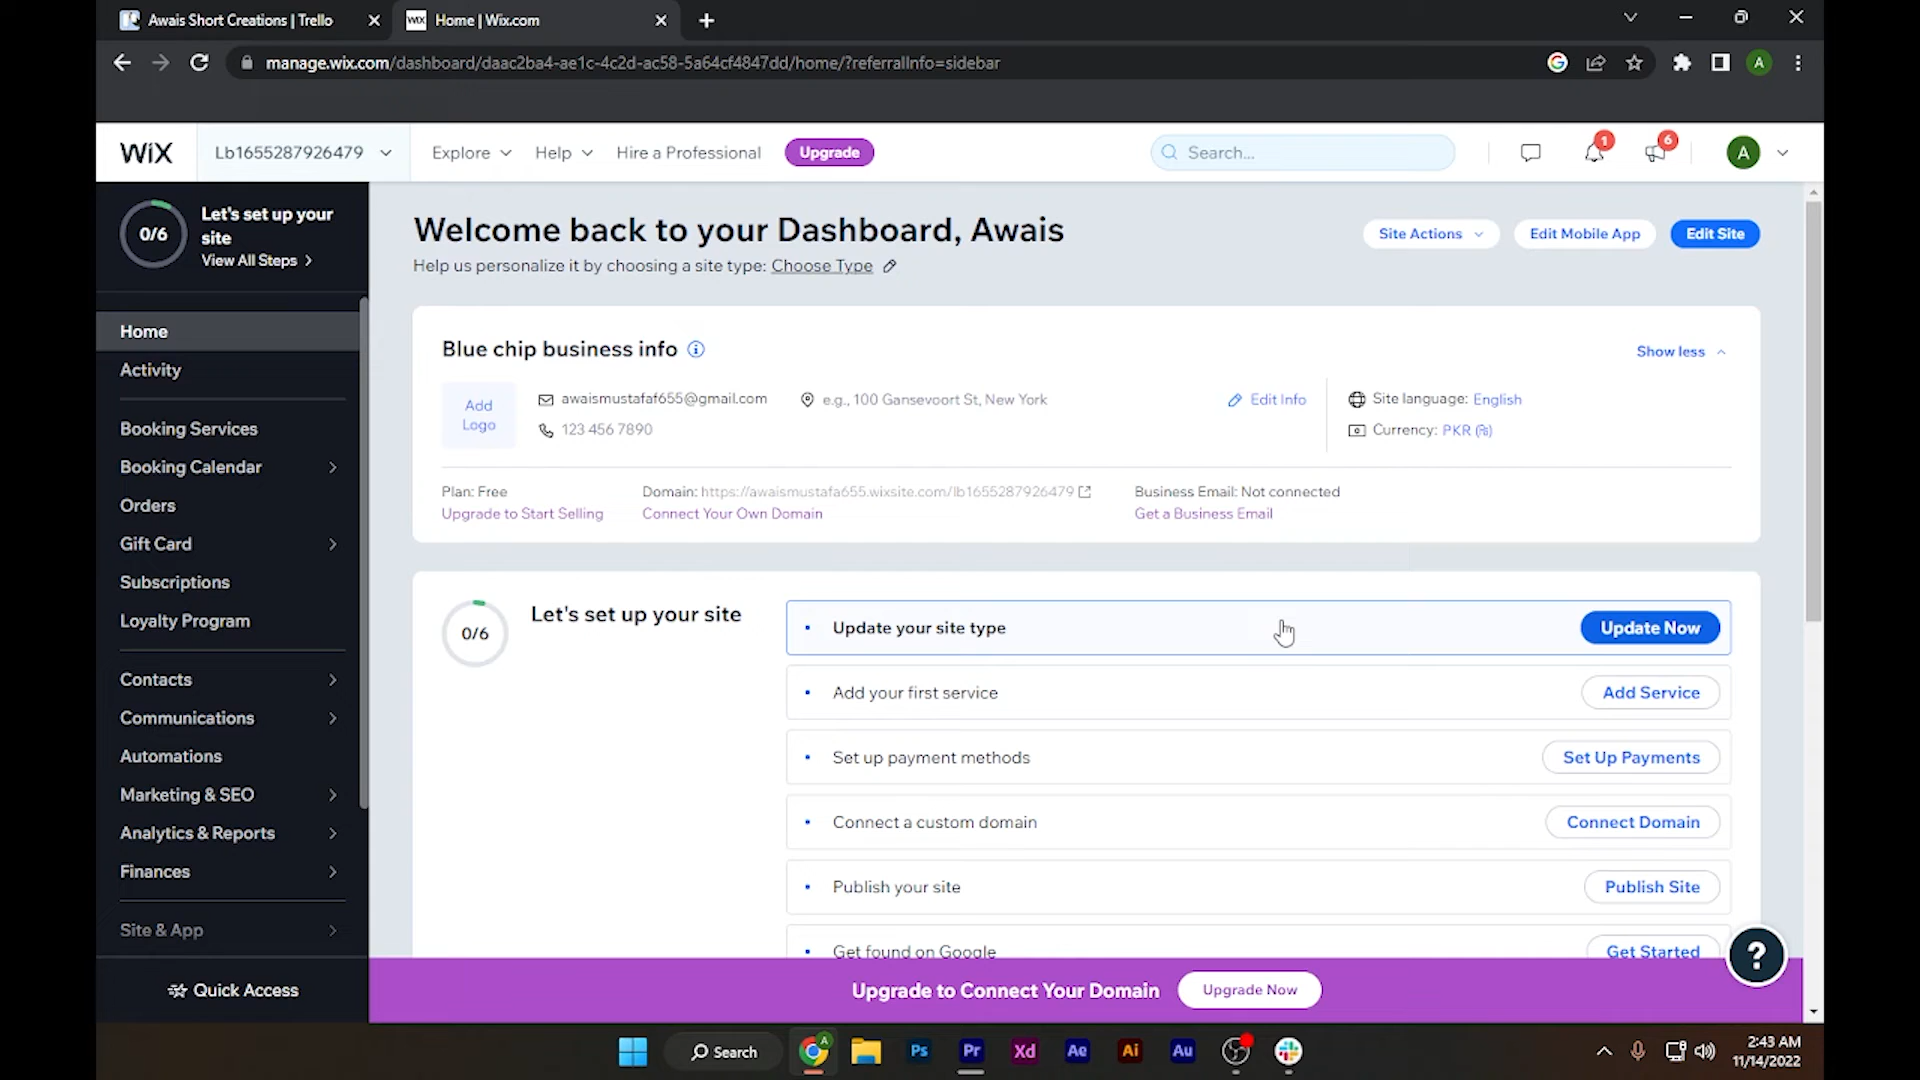 Awais Short Creations | Trello
WiX
Home | Wix.com
manage.wix.com/dashboard/daac2ba4-ae1c-4c2d-ac58-5a64cf4847dd/home/?referralInfo=sidebar
A
WiX
Lb1655287926479
Explore
Help
Hire a Professional
Upgrade
Search...
1
6
A
0/6
Let's set up your
site
View All Steps
Home
Activity
Booking Services
Booking Calendar
Orders
Gift Card
Subscriptions
Loyalty Program
Contacts
Communications
Automations
Marketing & SEO
Analytics & Reports
Finances
Site & App
Quick Access
Welcome back to your Dashboard, Awais
Help us personalize it by choosing a site type: Choose Type
Site Actions
Edit Mobile App
Edit Site
Blue chip business info
Show less
Add
Logo
awaismustafaf655@gmail.com
123 456 7890
e.g., 100 Gansevoort St, New York
Edit Info
Site language: English
Currency: PKR (₨)
Plan: Free
Upgrade to Start Selling
Domain: https://awaismustafa655.wixsite.com/lb1655287926479
Connect Your Own Domain
Business Email: Not connected
Get a Business Email
0/6
Let's set up your site
Update your site type
Update Now
Add your first service
Add Service
Set up payment methods
Set Up Payments
Connect a custom domain
Connect Domain
Publish your site
Publish Site
Get found on Google
Get Started
?
Upgrade to Connect Your Domain
Upgrade Now
Search
A
Ps
Pr
Xd
Ae
Ai
Au
2:43 AM
11/14/2022